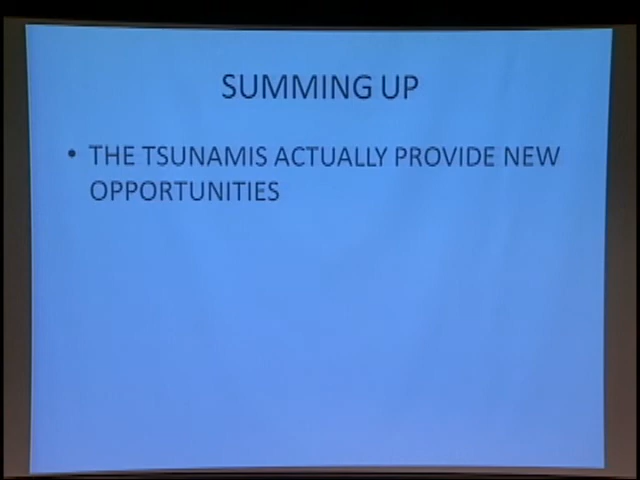 SUMMING UP
• THE TSUNAMIS ACTUALLY PROVIDE NEW
OPPORTUNITIES